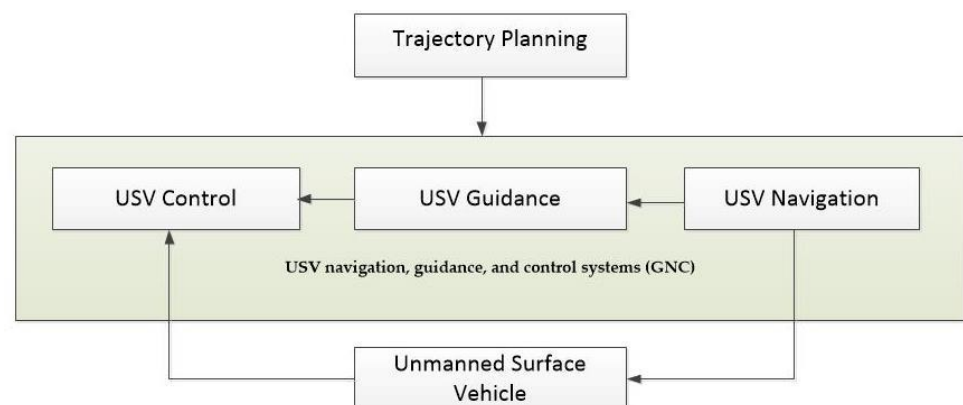 Trajectory Planning
USV Control
USV Guidance
USV Navigation
USV navigation, guidance, and control systems (GNC)
Unmanned Surface
Vehicle